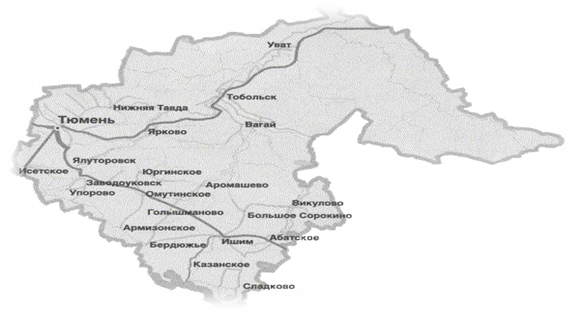 Уват
Тобольск
Нижняя Тавда
Тюмень
Ярково
Вагай
Ялуторовск
Исетское
Юргинское
Заводоуковск
Аромашево
Упорово
Омутинское
Викулово
Голышманово
Большое Сорокино
Армизонское
Абатское
Бердюжье
Ишим
Казанское
Сладково